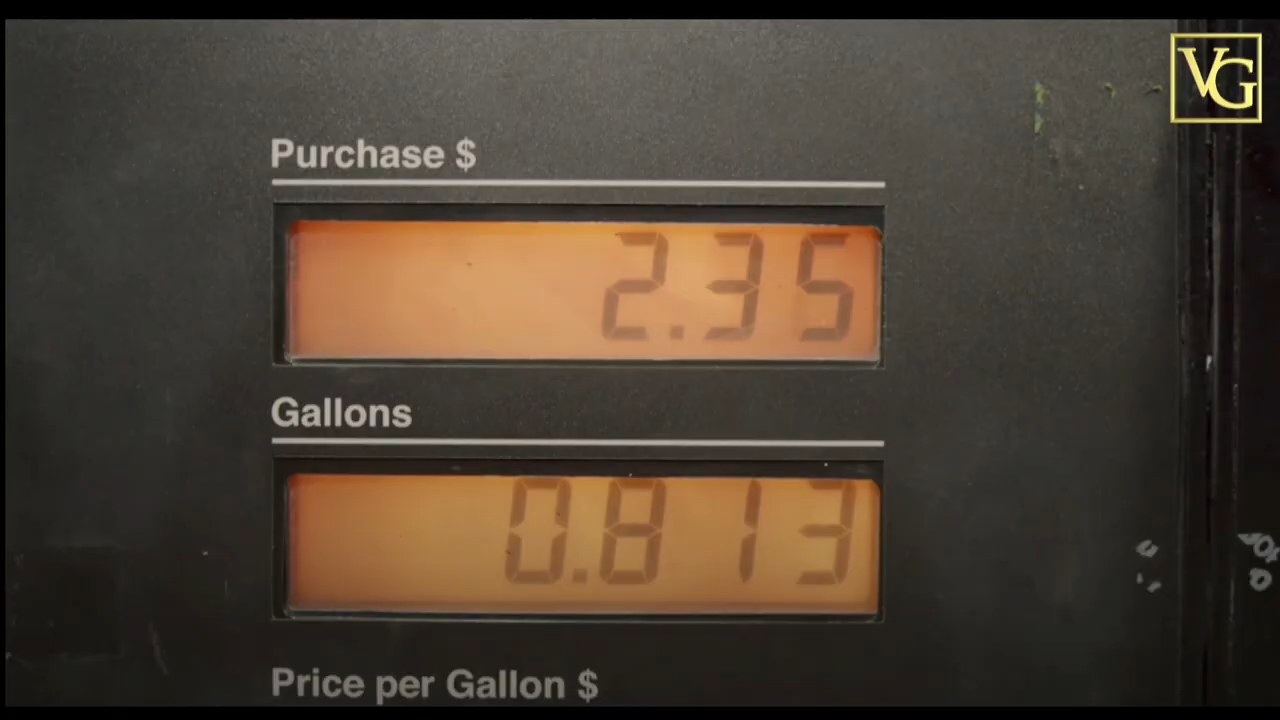 VG
Purchase $
2.35
Gallons
0.813
Price per Gallon $